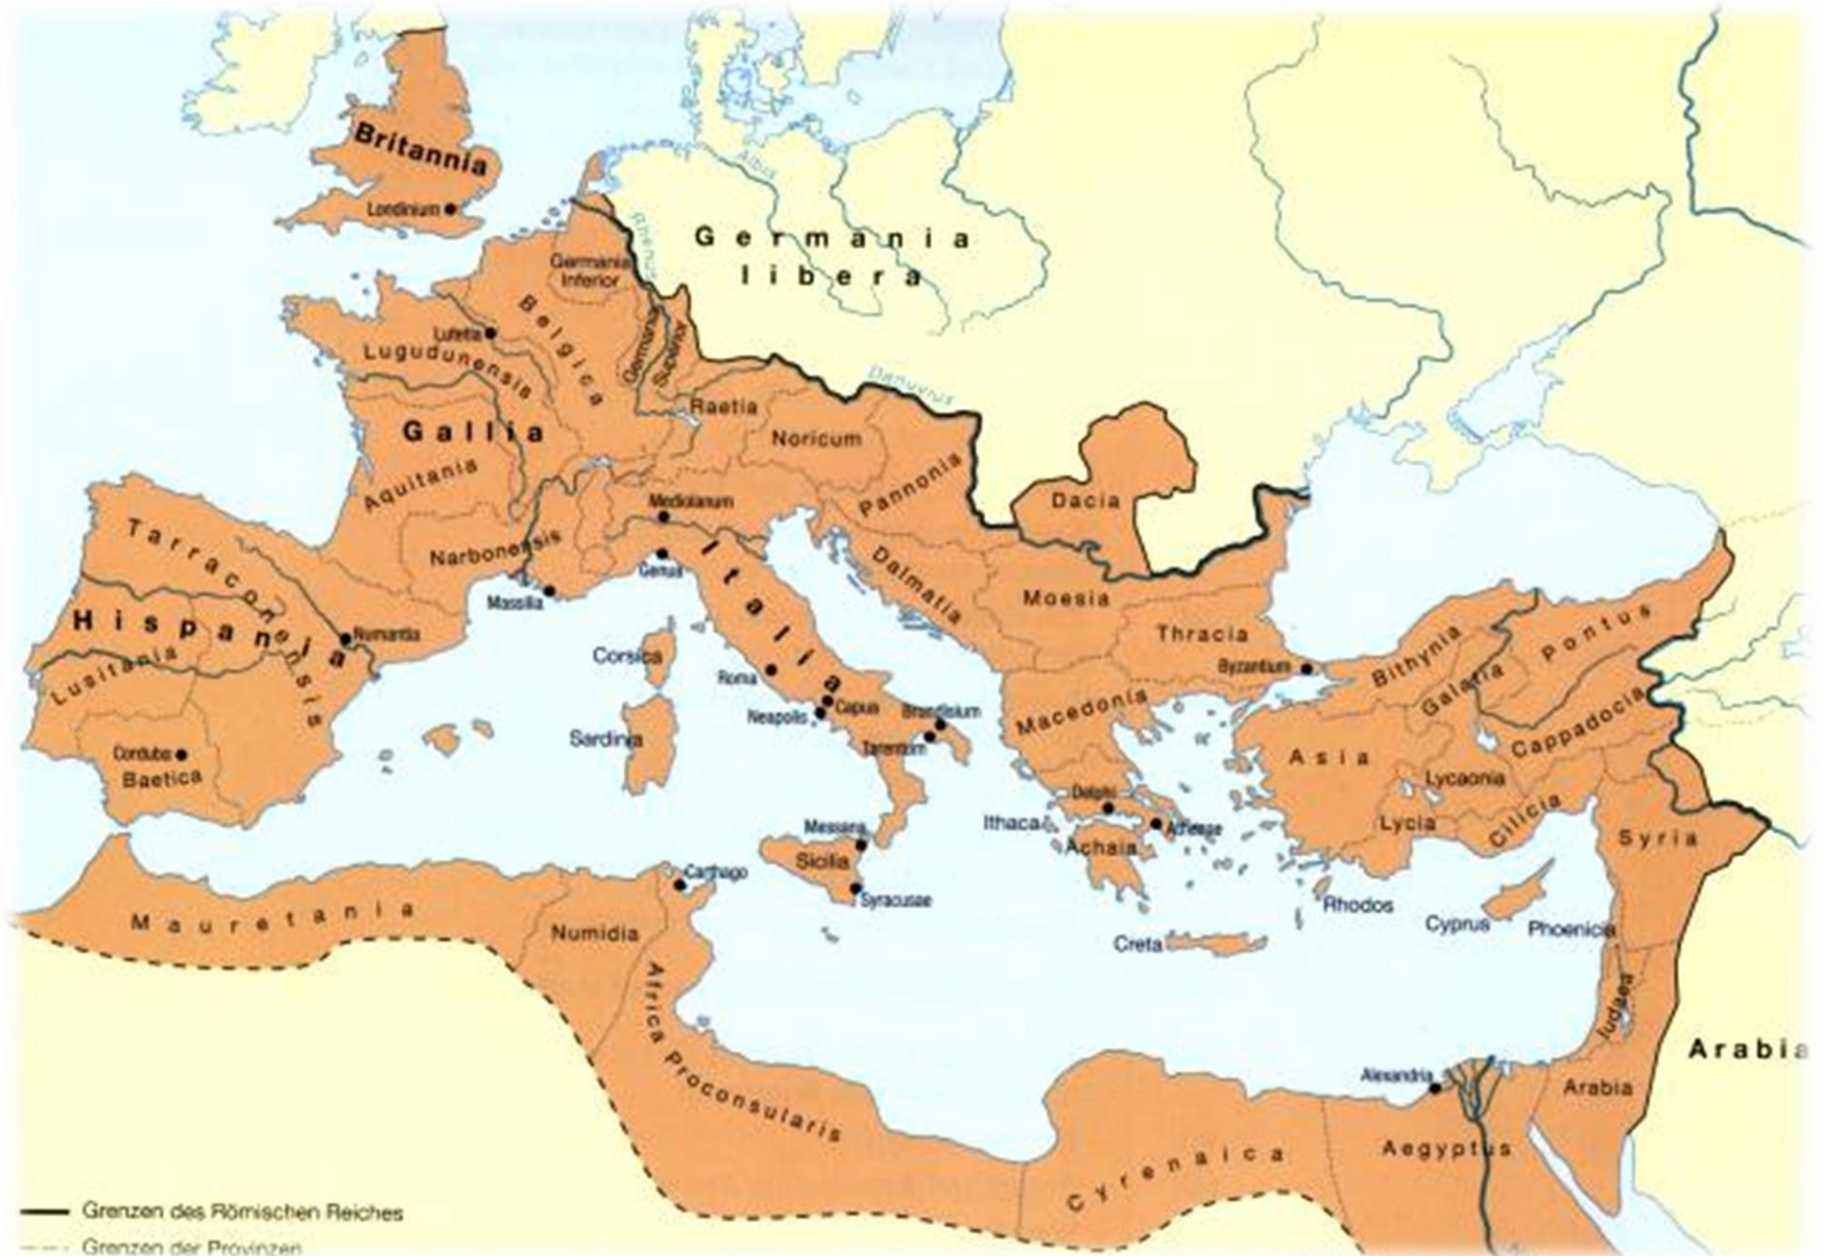 Britannia
Londinium
Albis
Rhenus
Germania
libera
Germania
Inferior
Belgica
Lutetia
Lugudunensis
Germania
Superior
Danuvius
Raetia
Gallia
Noricum
Aquitania
Pannonia
Mediolanum
Dacia
Tarraconensis
Narbonensis
Italia
Genua
Dalmatia
Massilia
Moesia
Hispania
Numantia
Thracia
Pontus
Bithynia
Lusitania
Corsica
Roma
Byzantium
Galatia
Macedonia
Capua
Neapolis
Brundisium
Cappadocia
Sardinia
Tarentum
Corduba
Baetica
Asia
Lycaonia
Delphi
Ithaca
Athenae
Lycia
Cilicia
Messana
Achaia
Syria
Sicilia
Carthago
Syracusae
Rhodos
Mauretania
Numidia
Cyprus
Phoenicia
Creta
Africa Proconsularis
Iudaea
Arabia
Alexandria
Arabia
Aegyptus
Cyrenaica
Grenzen des Römischen Reiches
Grenzen der Provinzen